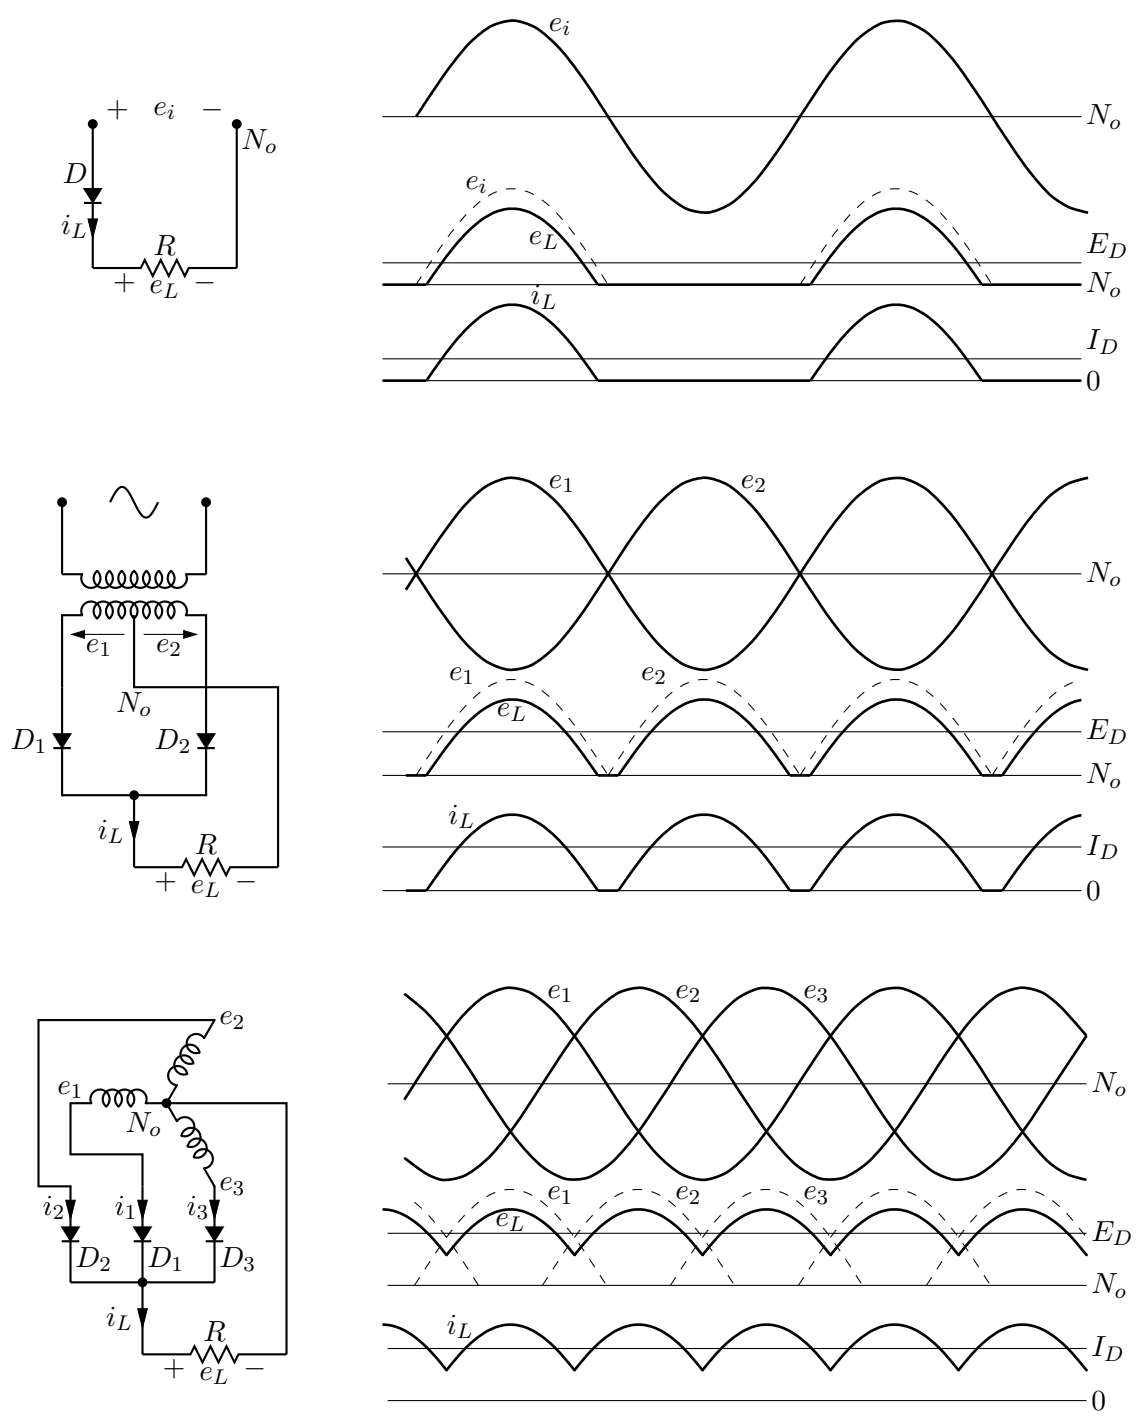 + e_i −
N_o
D
i_L
R
+ e_L −
e_i
N_o
e_i
e_L
E_D
N_o
i_L
I_D
0
e_1 e_2
N_o
D_1 D_2
i_L
R
+ e_L −
e_1 e_2
N_o
e_1 e_2
e_L
E_D
N_o
i_L
I_D
0
e_2
e_1
N_o
e_3
i_2 i_1 i_3
D_2 D_1 D_3
i_L
R
+ e_L −
e_1 e_2 e_3
N_o
e_1 e_2 e_3
e_L
E_D
N_o
i_L
I_D
0